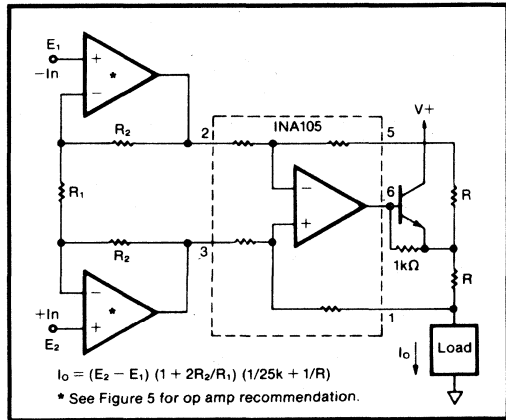 E₁
−In
+
−
*
R₂
R₁
R₂
−
+
*
+In
E₂
INA105
2
5
3
−
+
6
1
V+
R
1kΩ
R
I₀
Load
I₀ = (E₂ − E₁) (1 + 2R₂/R₁) (1/25k + 1/R)
* See Figure 5 for op amp recommendation.